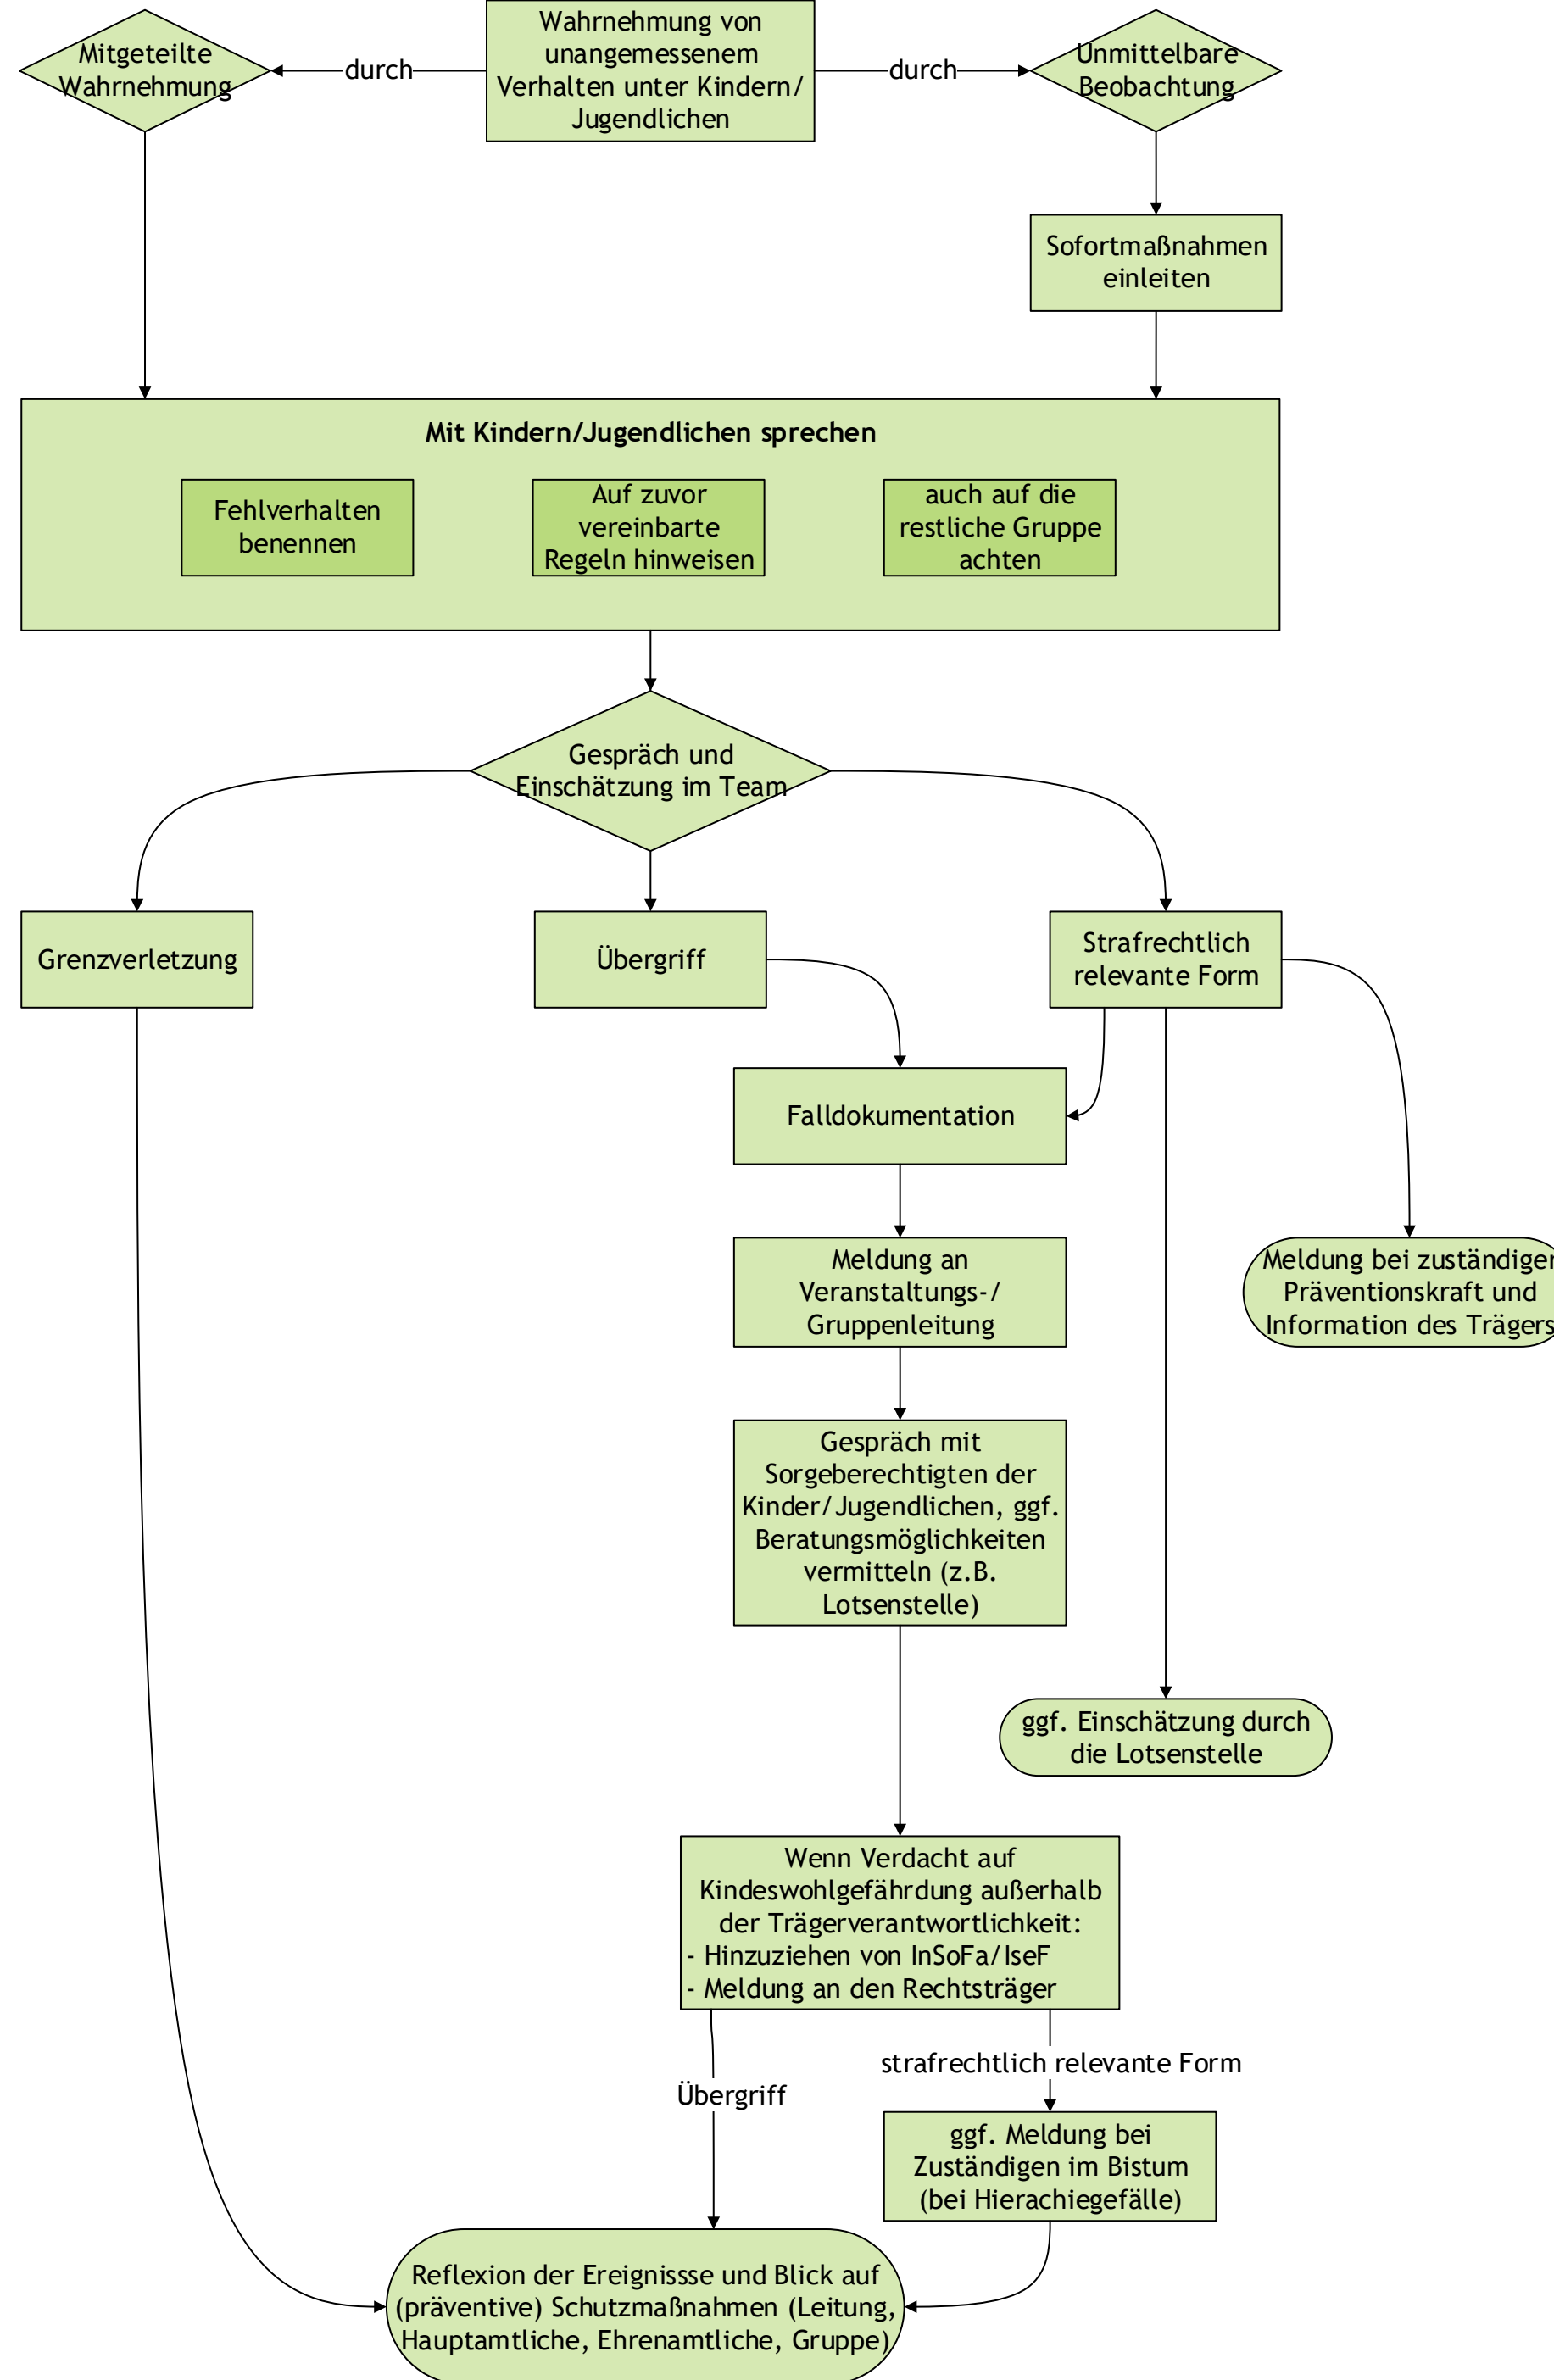 Mitgeteilte
Wahrnehmung
durch
Wahrnehmung von
unangemessenem
Verhalten unter Kindern/
Jugendlichen
durch
Unmittelbare
Beobachtung
Sofortmaßnahmen
einleiten
Mit Kindern/Jugendlichen sprechen
Fehlverhalten
benennen
Auf zuvor
vereinbarte
Regeln hinweisen
auch auf die
restliche Gruppe
achten
Gespräch und
Einschätzung im Team
Grenzverletzung
Übergriff
Strafrechtlich
relevante Form
Falldokumentation
Meldung an
Veranstaltungs-/
Gruppenleitung
Meldung bei zuständiger
Präventionskraft und
Information des Trägers
Gespräch mit
Sorgeberechtigten der
Kinder/Jugendlichen, ggf.
Beratungsmöglichkeiten
vermitteln (z.B.
Lotsenstelle)
ggf. Einschätzung durch
die Lotsenstelle
Wenn Verdacht auf
Kindeswohlgefährdung außerhalb
der Trägerverantwortlichkeit:
- Hinzuziehen von InSoFa/IseF
- Meldung an den Rechtsträger
strafrechtlich relevante Form
Übergriff
ggf. Meldung bei
Zuständigen im Bistum
(bei Hierachiegefälle)
Reflexion der Ereignissse und Blick auf
(präventive) Schutzmaßnahmen (Leitung,
Hauptamtliche, Ehrenamtliche, Gruppe)